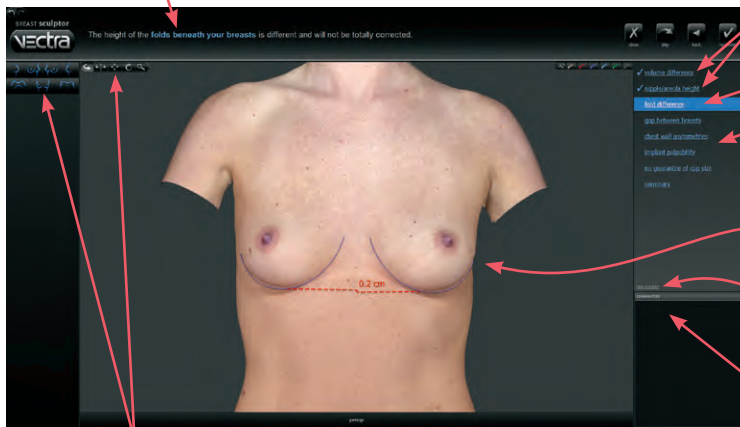 BREAST sculptor
vectra
The height of the folds beneath your breasts is different and will not be totally corrected.
skip
back
volume difference
nipple/areola height
fold difference
gap between breasts
chest wall asymmetries
implant palpability
no guarantee of cup size
summary
0.2 cm